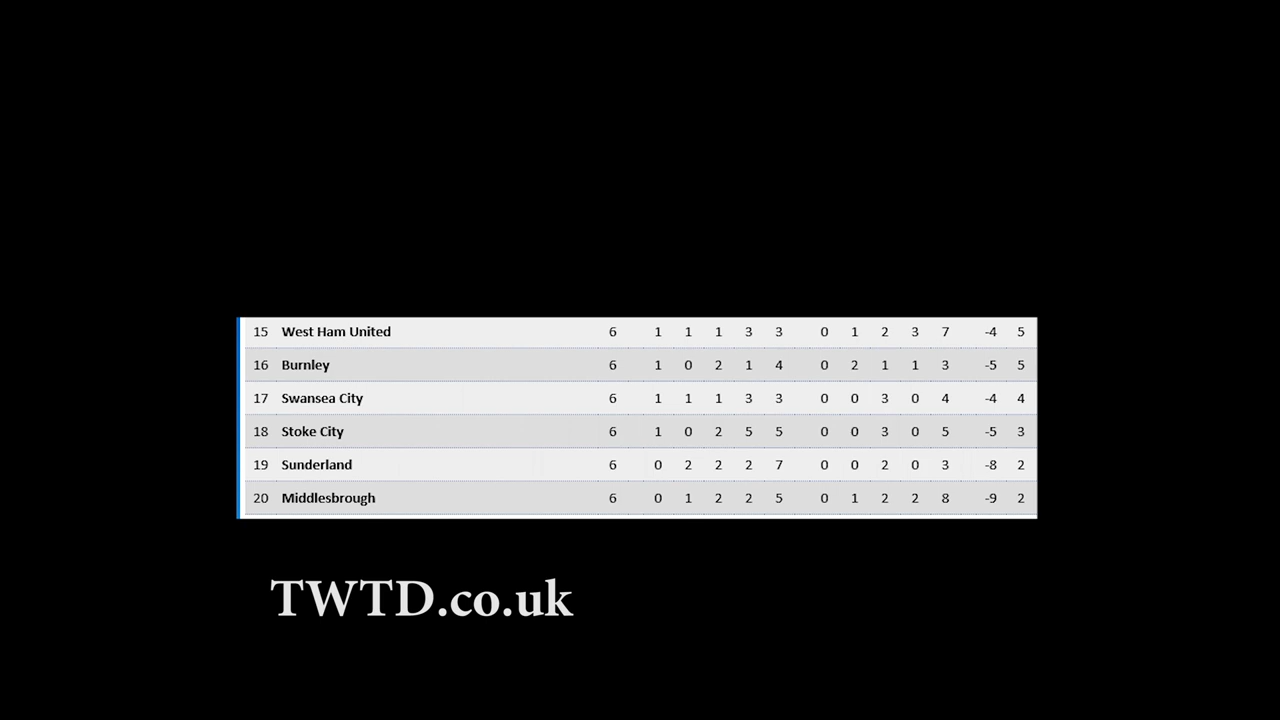 15 West Ham United 6 1 1 1 3 3 0 1 2 3 7 -4 5
16 Burnley 6 1 0 2 1 4 0 2 1 1 3 -5 5
17 Swansea City 6 1 1 1 3 3 0 0 3 0 4 -4 4
18 Stoke City 6 1 0 2 5 5 0 0 3 0 5 -5 3
19 Sunderland 6 0 2 2 2 7 0 0 2 0 3 -8 2
20 Middlesbrough 6 0 1 2 2 5 0 1 2 2 8 -9 2
TWTD.co.uk